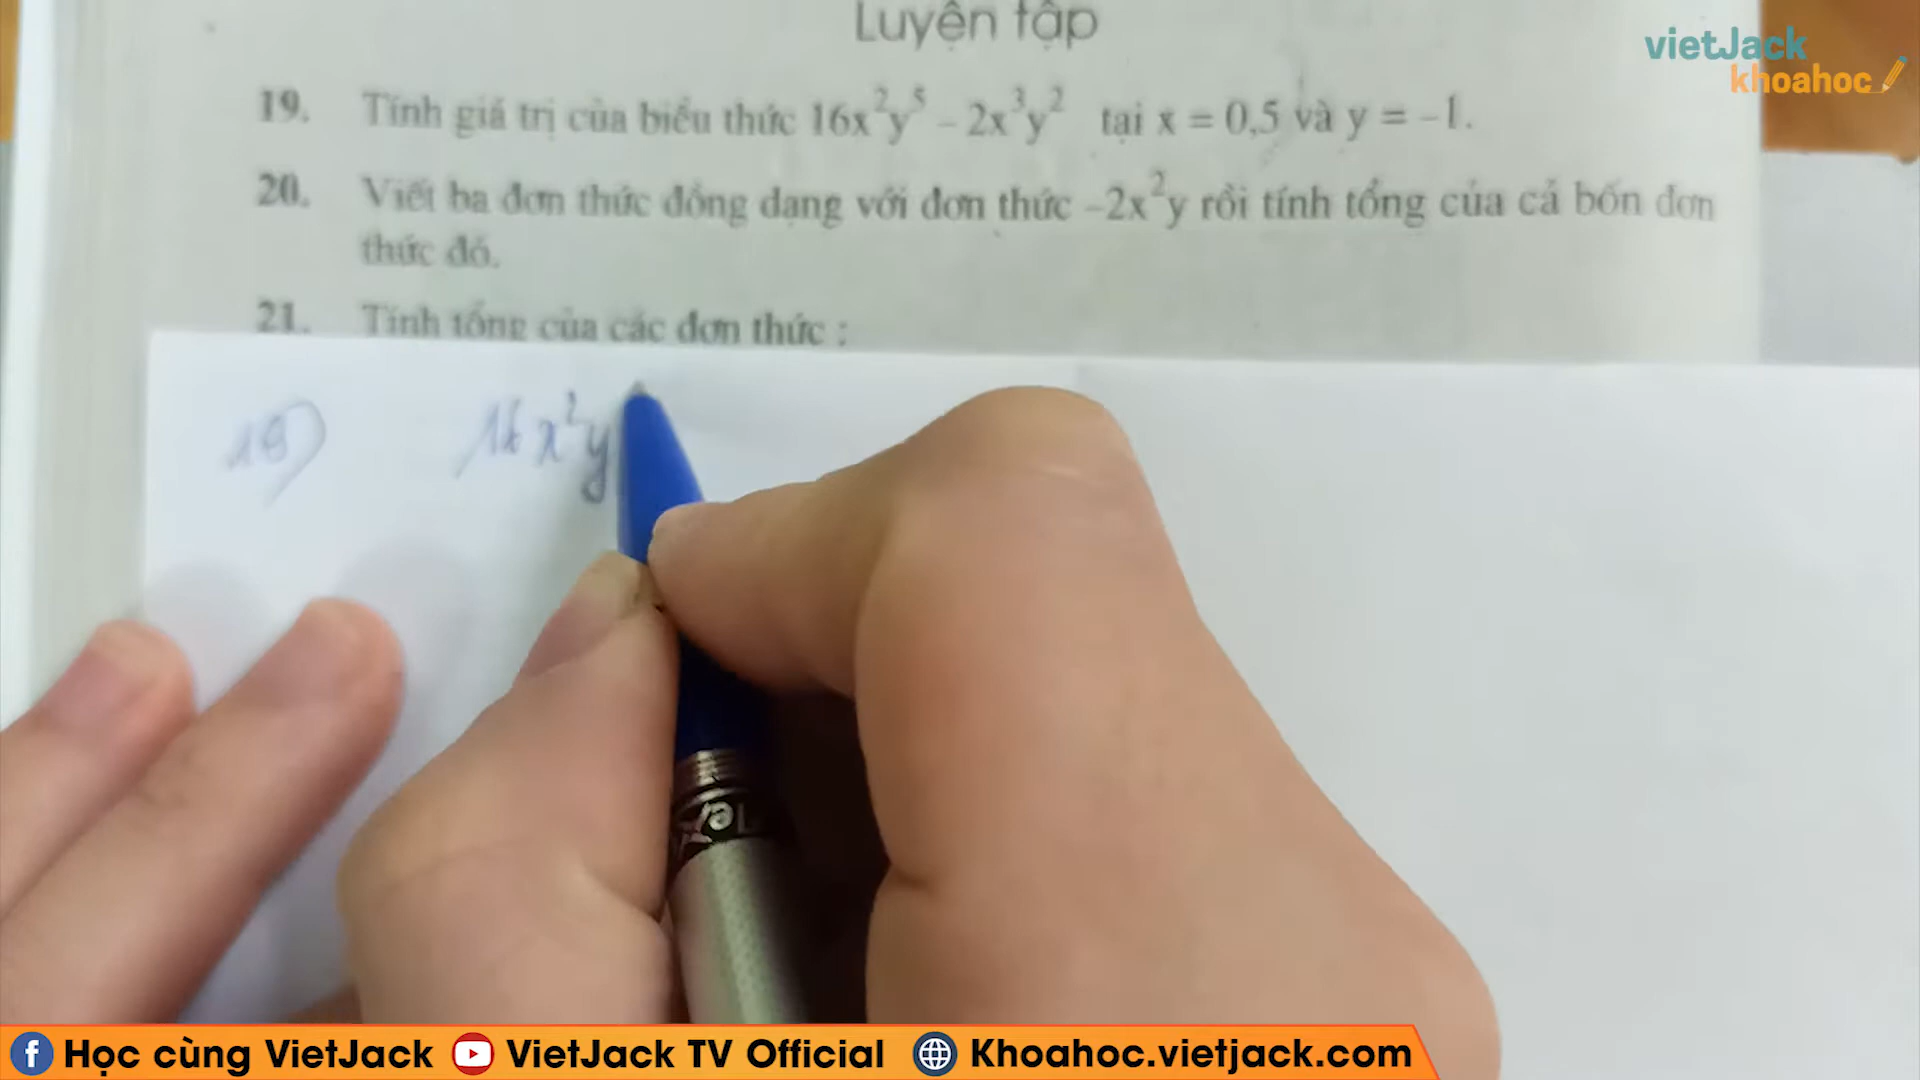 Luyện tập
vietJack
khoahoc
19. Tính giá trị của biểu thức 16x²y⁵ – 2x³y² tại x = 0,5 và y = –1.
20. Viết ba đơn thức đồng dạng với đơn thức –2x²y rồi tính tổng của cả bốn đơn
thức đó.
21. Tính tổng của các đơn thức :
19) 16x²y
Tex
Học cùng VietJack VietJack TV Official Khoahoc.vietjack.com